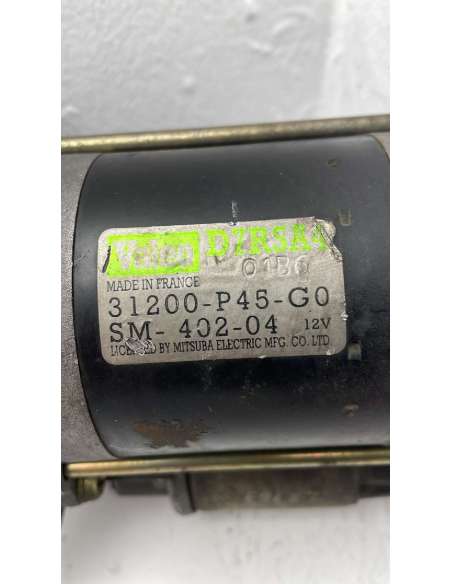 Valeo D7RSA4
01B6
MADE IN FRANCE
31200-P45-G0
SM-402-04 12V
LICENSED BY MITSUBA ELECTRIC MFG. CO. LTD